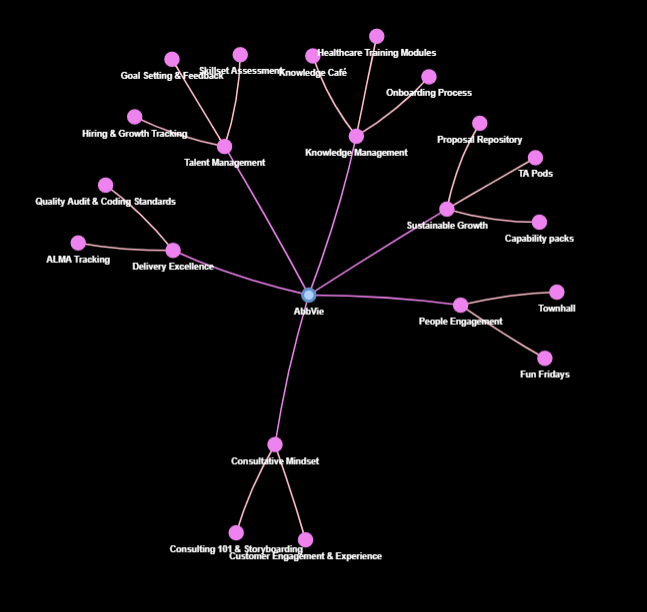 Healthcare Training Modules
Goal Setting & Feedback
Skillset Assessment
Knowledge Café
Onboarding Process
Hiring & Growth Tracking
Proposal Repository
Talent Management
Knowledge Management
TA Pods
Quality Audit & Coding Standards
Sustainable Growth
Capability packs
ALMA Tracking
Delivery Excellence
AbbVie
Townhall
People Engagement
Fun Fridays
Consultative Mindset
Consulting 101 & Storyboarding
Customer Engagement & Experience